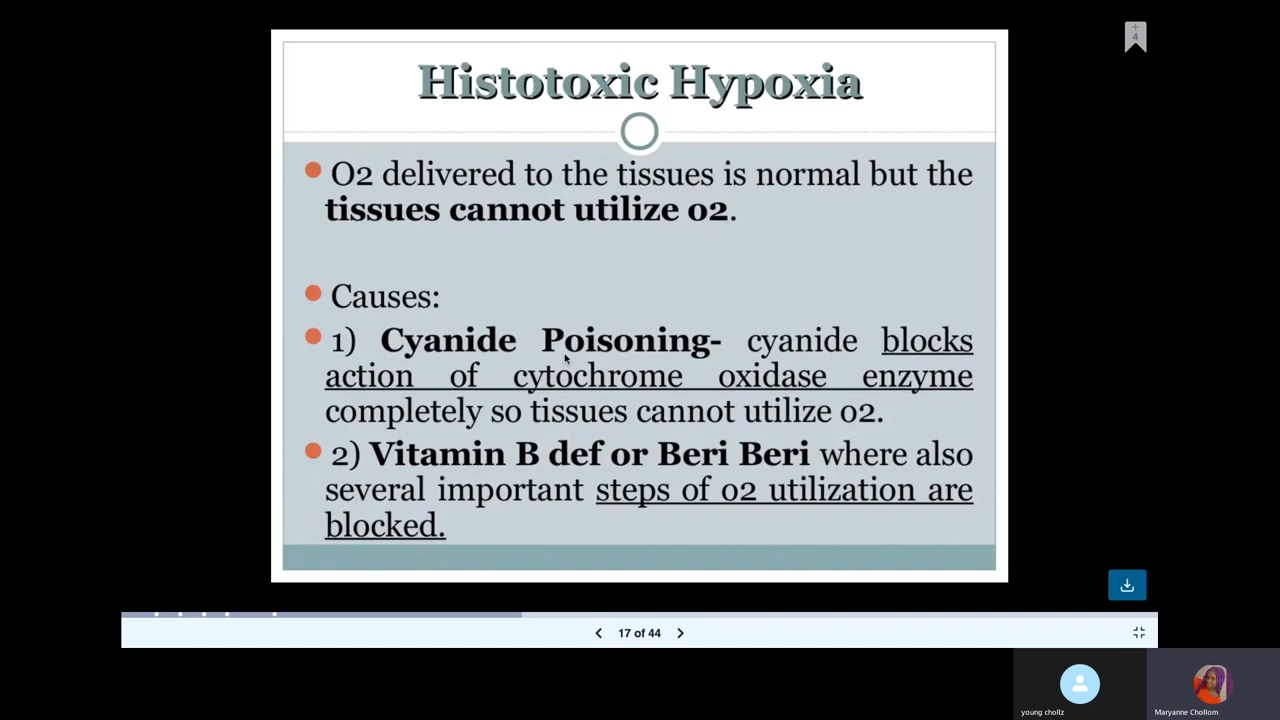 +
4
Histotoxic Hypoxia
O2 delivered to the tissues is normal but the
tissues cannot utilize o2.
Causes:
1) Cyanide Poisoning- cyanide blocks
action of cytochrome oxidase enzyme
completely so tissues cannot utilize o2.
2) Vitamin B def or Beri Beri where also
several important steps of o2 utilization are
blocked.
17 of 44
young chollz
Maryanne Chollom